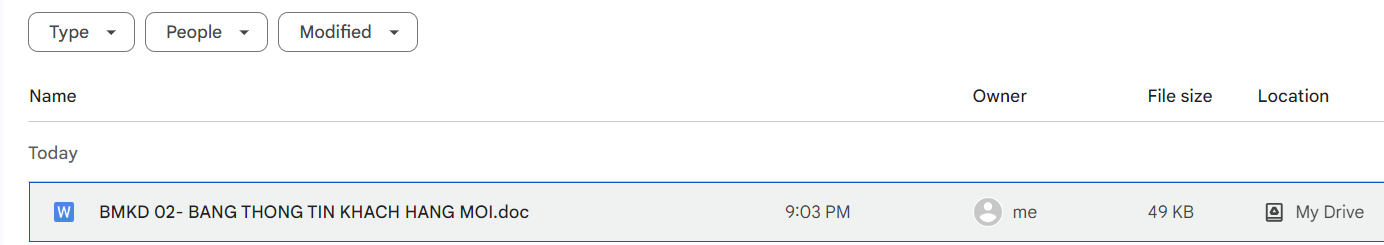 Type People Modified
Name Owner File size Location
Today
W BMKD 02- BANG THONG TIN KHACH HANG MOI.doc 9:03 PM me 49 KB My Drive